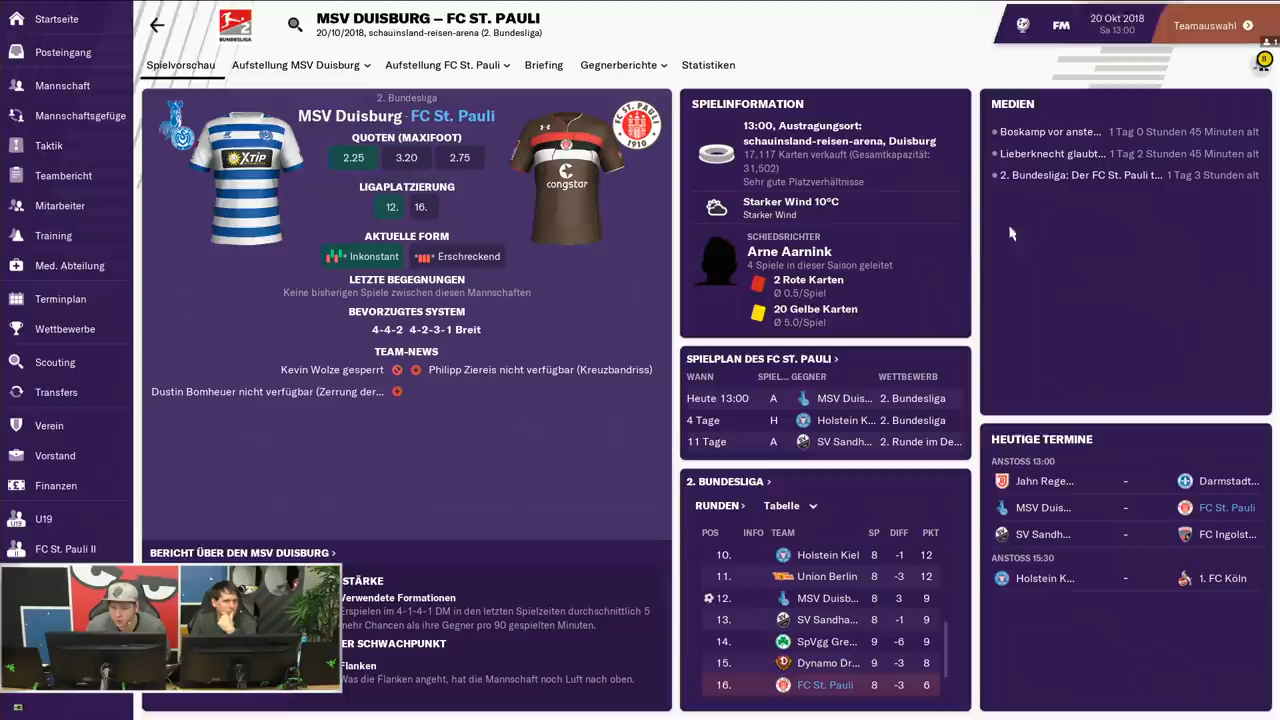 Startseite
Posteingang
Mannschaft
Mannschaftsgefüge
Taktik
Teambericht
Mitarbeiter
Training
Med. Abteilung
Terminplan
Wettbewerbe
Scouting
Transfers
Verein
Vorstand
Finanzen
U19
FC St. Pauli II
MSV DUISBURG – FC ST. PAULI
20/10/2018, schauinsland-reisen-arena (2. Bundesliga)
FM
20 Okt 2018
Sa 13:00
Teamauswahl
1
8
Spielvorschau
Aufstellung MSV Duisburg
Aufstellung FC St. Pauli
Briefing
Gegnerberichte
Statistiken
2. Bundesliga
MSV Duisburg - FC St. Pauli
QUOTEN (MAXIFOOT)
2.25 3.20 2.75
LIGAPLATZIERUNG
12. 16.
AKTUELLE FORM
Inkonstant Erschreckend
LETZTE BEGEGNUNGEN
Keine bisherigen Spiele zwischen diesen Mannschaften
BEVORZUGTES SYSTEM
4-4-2 4-2-3-1 Breit
TEAM-NEWS
Kevin Wolze gesperrt
Philipp Ziereis nicht verfügbar (Kreuzbandriss)
Dustin Bomheuer nicht verfügbar (Zerrung der...
XTiP
congstar
FC ST. PAULI
1910
BERICHT ÜBER DEN MSV DUISBURG
STÄRKE
Verwendete Formationen
Erspielen im 4-1-4-1 DM in den letzten Spielzeiten durchschnittlich 5
mehr Chancen als ihre Gegner pro 90 gespielten Minuten.
ER SCHWACHPUNKT
Flanken
Was die Flanken angeht, hat die Mannschaft noch Luft nach oben.
SPIELINFORMATION
13:00, Austragungsort:
schauinsland-reisen-arena, Duisburg
17,117 Karten verkauft (Gesamtkapazität:
31,502)
Sehr gute Platzverhältnisse
Starker Wind 10°C
Starker Wind
SCHIEDSRICHTER
Arne Aarnink
4 Spiele in dieser Saison geleitet
2 Rote Karten
Ø 0.5/Spiel
20 Gelbe Karten
Ø 5.0/Spiel
SPIELPLAN DES FC ST. PAULI
WANN SPIEL... GEGNER WETTBEWERB
Heute 13:00 A MSV Duis... 2. Bundesliga
4 Tage H Holstein K... 2. Bundesliga
11 Tage A SV Sandh... 2. Runde im De...
2. BUNDESLIGA
RUNDEN Tabelle
POS INFO TEAM SP DIFF PKT
10. Holstein Kiel 8 -1 12
11. Union Berlin 8 -3 12
12. MSV Duisb... 8 3 9
13. SV Sandha... 8 -1 9
14. SpVgg Gre... 9 -6 9
15. Dynamo Dr... 9 -3 8
16. FC St. Pauli 8 -3 6
MEDIEN
Boskamp vor anste... 1 Tag 0 Stunden 45 Minuten alt
Lieberknecht glaubt... 1 Tag 2 Stunden 45 Minuten alt
2. Bundesliga: Der FC St. Pauli t... 1 Tag 3 Stunden alt
HEUTIGE TERMINE
ANSTOSS 13:00
Jahn Rege... - Darmstadt...
MSV Duis... - FC St. Pauli
SV Sandh... - FC Ingolst...
ANSTOSS 15:30
Holstein K... - 1. FC Köln